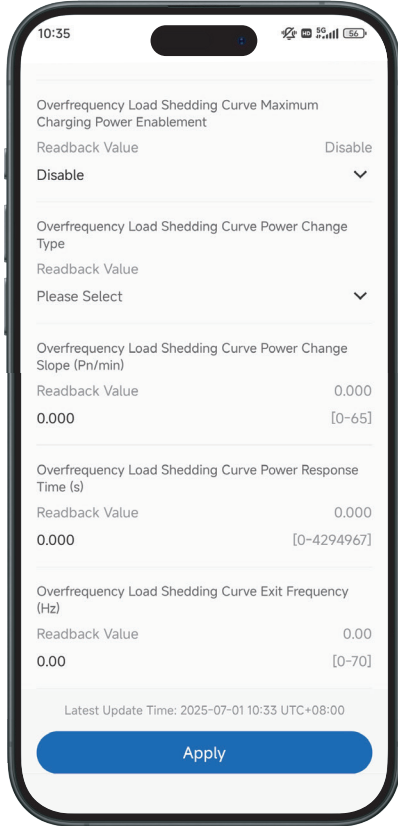 10:35
HD 5G 56
Overfrequency Load Shedding Curve Maximum
Charging Power Enablement
Readback Value Disable
Disable
Overfrequency Load Shedding Curve Power Change
Type
Readback Value
Please Select
Overfrequency Load Shedding Curve Power Change
Slope (Pn/min)
Readback Value 0.000
0.000 [0-65]
Overfrequency Load Shedding Curve Power Response
Time (s)
Readback Value 0.000
0.000 [0-4294967]
Overfrequency Load Shedding Curve Exit Frequency
(Hz)
Readback Value 0.00
0.00 [0-70]
Latest Update Time: 2025-07-01 10:33 UTC+08:00
Apply